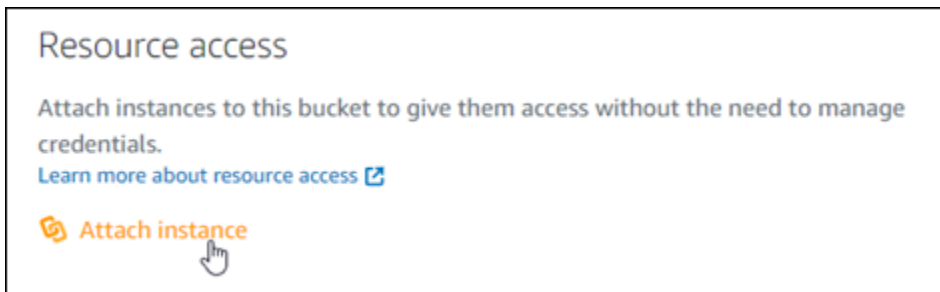 Resource access
Attach instances to this bucket to give them access without the need to manage
credentials.
Learn more about resource access
Attach instance